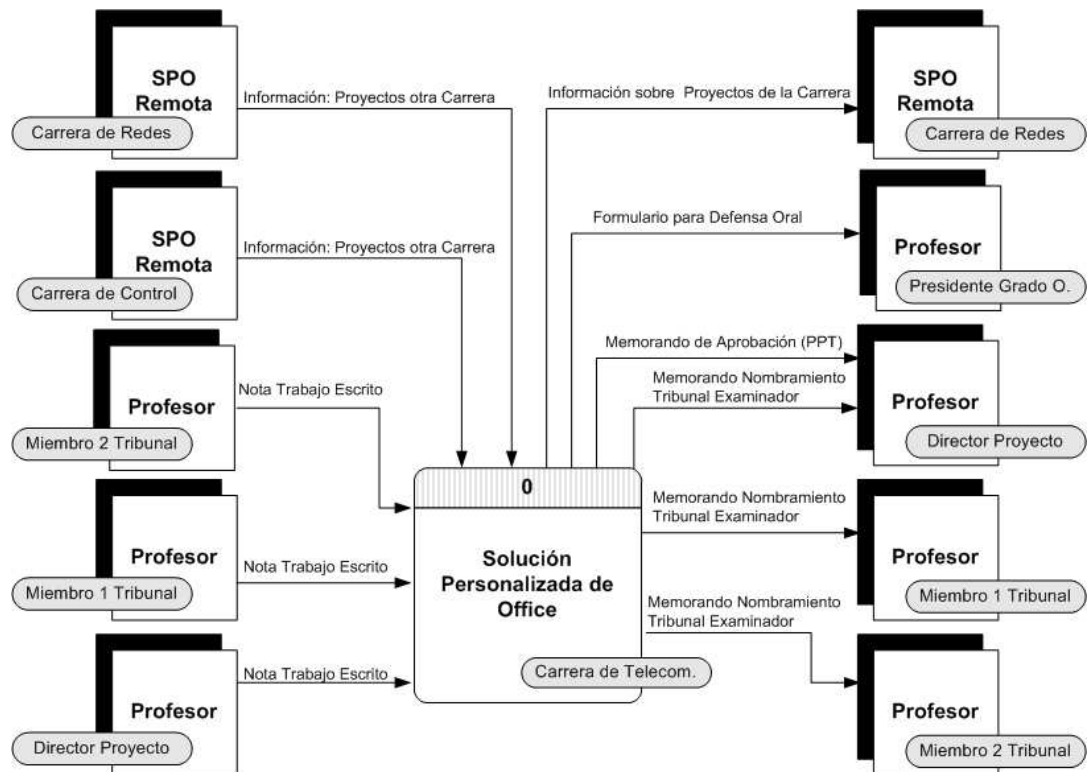 SPO
Remota
Carrera de Redes
Información: Proyectos otra Carrera
Información sobre Proyectos de la Carrera
SPO
Remota
Carrera de Redes
SPO
Remota
Carrera de Control
Información: Proyectos otra Carrera
Formulario para Defensa Oral
Profesor
Presidente Grado O.
Profesor
Miembro 2 Tribunal
Nota Trabajo Escrito
Memorando de Aprobación (PPT)
Memorando Nombramiento
Tribunal Examinador
Profesor
Director Proyecto
Profesor
Miembro 1 Tribunal
Nota Trabajo Escrito
0
Solución
Personalizada de
Office
Carrera de Telecom.
Memorando Nombramiento
Tribunal Examinador
Profesor
Miembro 1 Tribunal
Profesor
Director Proyecto
Nota Trabajo Escrito
Memorando Nombramiento
Tribunal Examinador
Profesor
Miembro 2 Tribunal